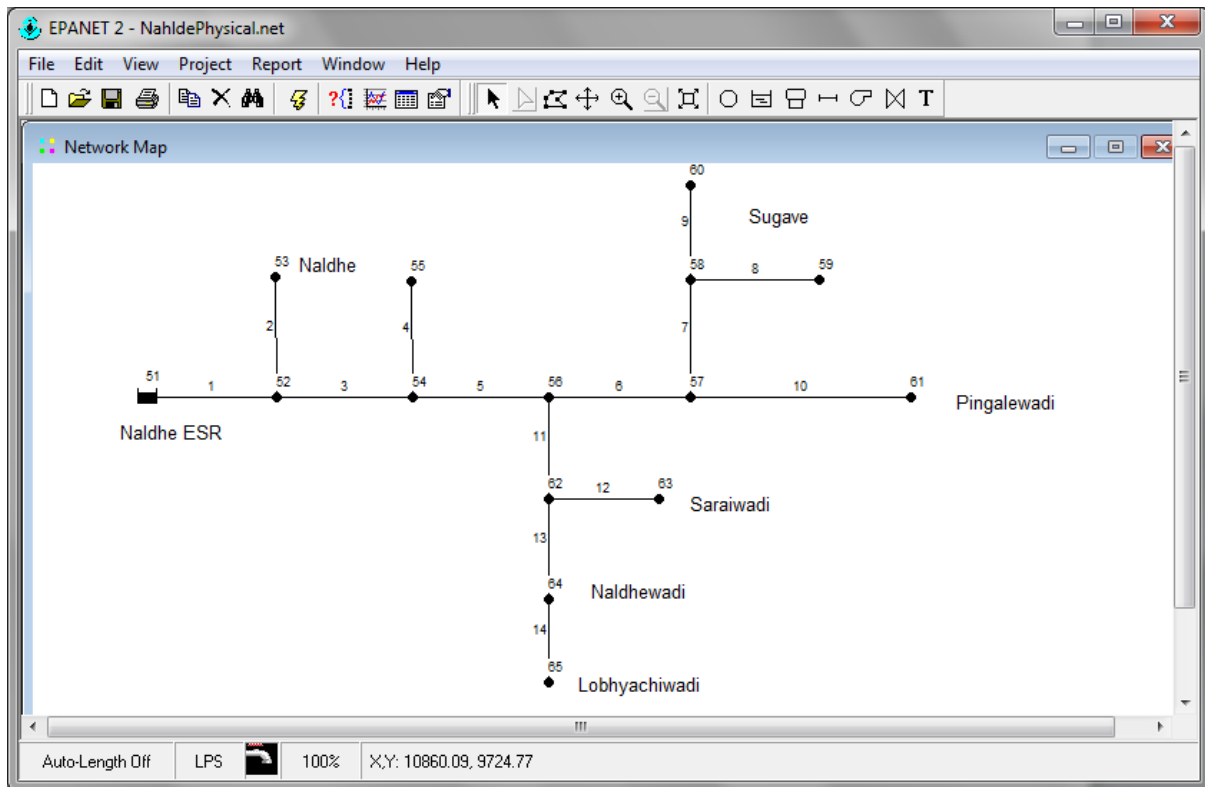 EPANET 2 - NahldePhysical.net
File Edit View Project Report Window Help
T
Network Map
60
9 Sugave
53 Naldhe 55
58 8 59
2 4 7
51 1 52 3 54 5 56 6 57 10 61
Pingalewadi
Naldhe ESR
11
62 12 63
Saraiwadi
13
64 Naldhewadi
14
65
Lobhyachiwadi
Auto-Length Off LPS 100% X,Y: 10860.09, 9724.77